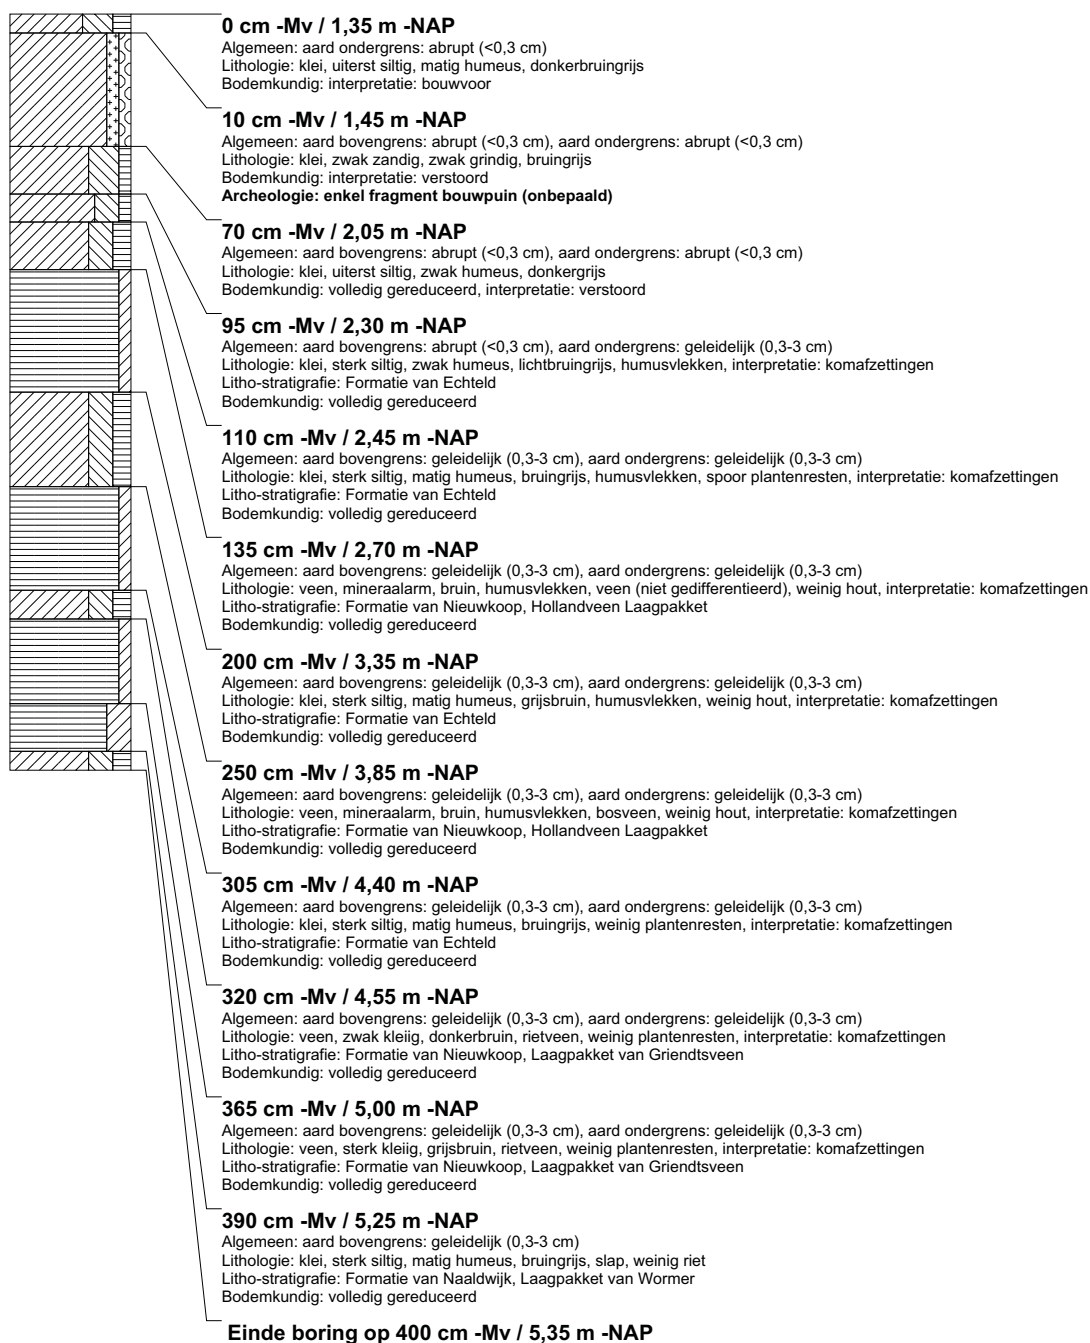 0 cm -Mv / 1,35 m -NAP
Algemeen: aard ondergrens: abrupt (<0,3 cm)
Lithologie: klei, uiterst siltig, matig humeus, donkerbruingrijs
Bodemkundig: interpretatie: bouwvoor
10 cm -Mv / 1,45 m -NAP
Algemeen: aard bovengrens: abrupt (<0,3 cm), aard ondergrens: abrupt (<0,3 cm)
Lithologie: klei, zwak zandig, zwak grindig, bruingrijs
Bodemkundig: interpretatie: verstoord
Archeologie: enkel fragment bouwpuin (onbepaald)
70 cm -Mv / 2,05 m -NAP
Algemeen: aard bovengrens: abrupt (<0,3 cm), aard ondergrens: abrupt (<0,3 cm)
Lithologie: klei, uiterst siltig, zwak humeus, donkergrijs
Bodemkundig: volledig gereduceerd, interpretatie: verstoord
95 cm -Mv / 2,30 m -NAP
Algemeen: aard bovengrens: abrupt (<0,3 cm), aard ondergrens: geleidelijk (0,3-3 cm)
Lithologie: klei, sterk siltig, zwak humeus, lichtbruingrijs, humusvlekken, interpretatie: komafzettingen
Litho-stratigrafie: Formatie van Echteld
Bodemkundig: volledig gereduceerd
110 cm -Mv / 2,45 m -NAP
Algemeen: aard bovengrens: geleidelijk (0,3-3 cm), aard ondergrens: geleidelijk (0,3-3 cm)
Lithologie: klei, sterk siltig, matig humeus, bruingrijs, humusvlekken, spoor plantenresten, interpretatie: komafzettingen
Litho-stratigrafie: Formatie van Echteld
Bodemkundig: volledig gereduceerd
135 cm -Mv / 2,70 m -NAP
Algemeen: aard bovengrens: geleidelijk (0,3-3 cm), aard ondergrens: geleidelijk (0,3-3 cm)
Lithologie: veen, mineraalarm, bruin, humusvlekken, veen (niet gedifferentieerd), weinig hout, interpretatie: komafzettingen
Litho-stratigrafie: Formatie van Nieuwkoop, Hollandveen Laagpakket
Bodemkundig: volledig gereduceerd
200 cm -Mv / 3,35 m -NAP
Algemeen: aard bovengrens: geleidelijk (0,3-3 cm), aard ondergrens: geleidelijk (0,3-3 cm)
Lithologie: klei, sterk siltig, matig humeus, grijsbruin, humusvlekken, weinig hout, interpretatie: komafzettingen
Litho-stratigrafie: Formatie van Echteld
Bodemkundig: volledig gereduceerd
250 cm -Mv / 3,85 m -NAP
Algemeen: aard bovengrens: geleidelijk (0,3-3 cm), aard ondergrens: geleidelijk (0,3-3 cm)
Lithologie: veen, mineraalarm, bruin, humusvlekken, bosveen, weinig hout, interpretatie: komafzettingen
Litho-stratigrafie: Formatie van Nieuwkoop, Hollandveen Laagpakket
Bodemkundig: volledig gereduceerd
305 cm -Mv / 4,40 m -NAP
Algemeen: aard bovengrens: geleidelijk (0,3-3 cm), aard ondergrens: geleidelijk (0,3-3 cm)
Lithologie: klei, sterk siltig, matig humeus, bruingrijs, weinig plantenresten, interpretatie: komafzettingen
Litho-stratigrafie: Formatie van Echteld
Bodemkundig: volledig gereduceerd
320 cm -Mv / 4,55 m -NAP
Algemeen: aard bovengrens: geleidelijk (0,3-3 cm), aard ondergrens: geleidelijk (0,3-3 cm)
Lithologie: veen, zwak kleiig, donkerbruin, rietveen, weinig plantenresten, interpretatie: komafzettingen
Litho-stratigrafie: Formatie van Nieuwkoop, Laagpakket van Griendtsveen
Bodemkundig: volledig gereduceerd
365 cm -Mv / 5,00 m -NAP
Algemeen: aard bovengrens: geleidelijk (0,3-3 cm), aard ondergrens: geleidelijk (0,3-3 cm)
Lithologie: veen, sterk kleiig, grijsbruin, rietveen, weinig plantenresten, interpretatie: komafzettingen
Litho-stratigrafie: Formatie van Nieuwkoop, Laagpakket van Griendtsveen
Bodemkundig: volledig gereduceerd
390 cm -Mv / 5,25 m -NAP
Algemeen: aard bovengrens: geleidelijk (0,3-3 cm)
Lithologie: klei, sterk siltig, matig humeus, bruingrijs, slap, weinig riet
Litho-stratigrafie: Formatie van Naaldwijk, Laagpakket van Wormer
Bodemkundig: volledig gereduceerd
Einde boring op 400 cm -Mv / 5,35 m -NAP